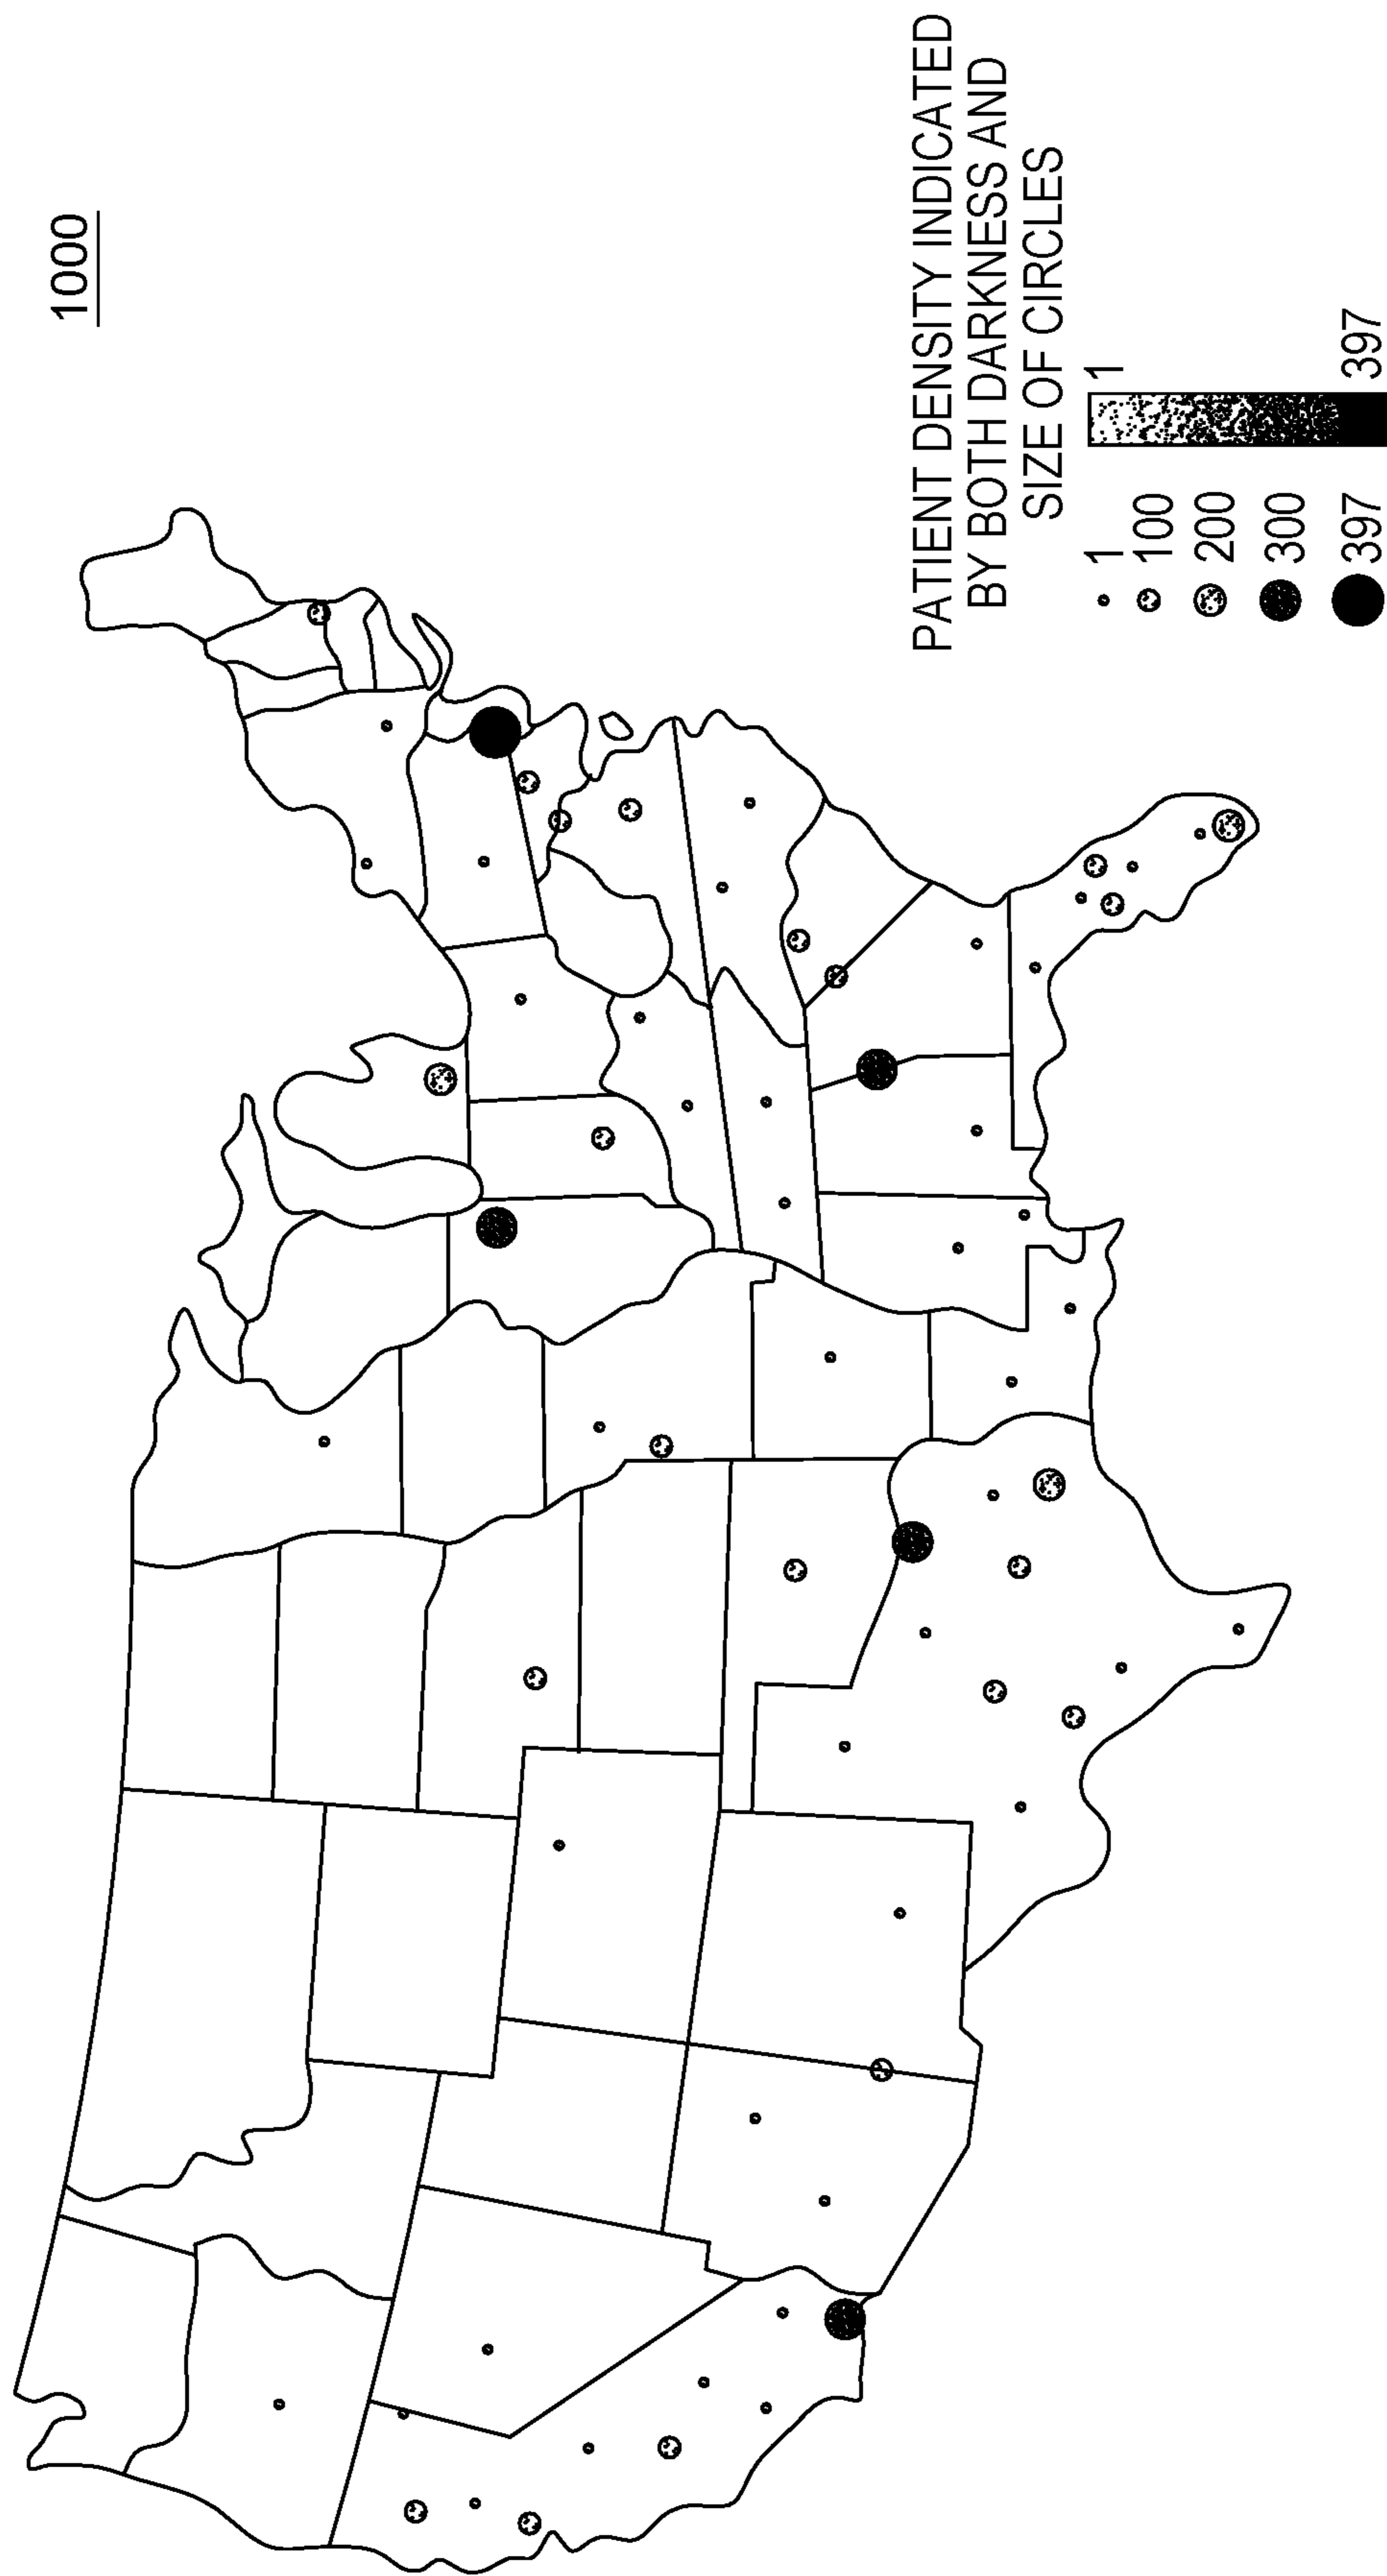 1000
PATIENT DENSITY INDICATED
BY BOTH DARKNESS AND
SIZE OF CIRCLES
1
100
200
300
397
1
397